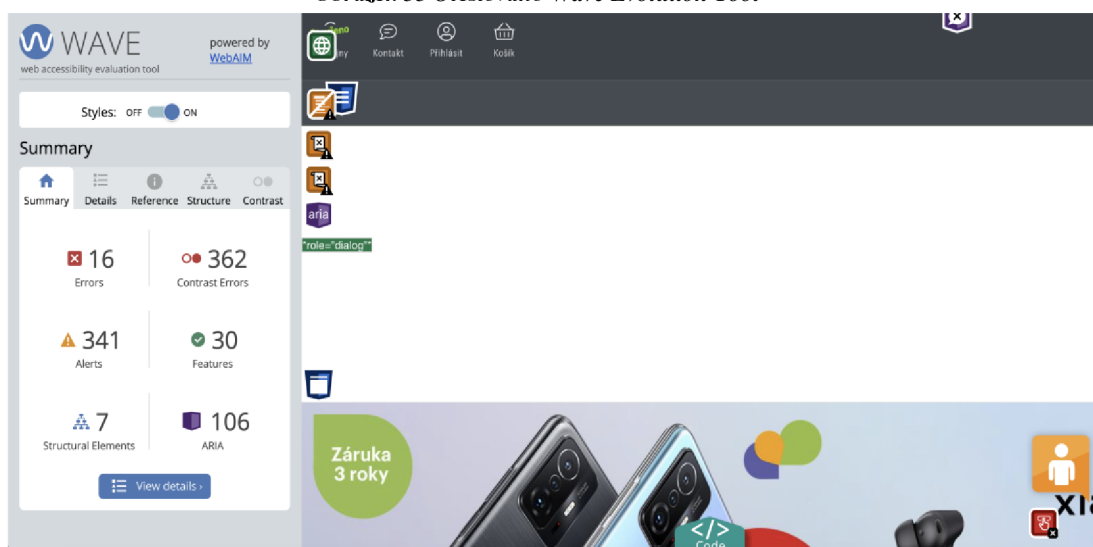 WAVE
powered by
WebAIM
web accessibility evaluation tool
Styles: OFF ON
Summary
Summary Details Reference Structure Contrast
16
Errors
362
Contrast Errors
341
Alerts
30
Features
7
Structural Elements
106
ARIA
View details ›
Kontakt
Přihlásit
Košík
aria
*role="dialog"*
Záruka
3 roky
</>
Code